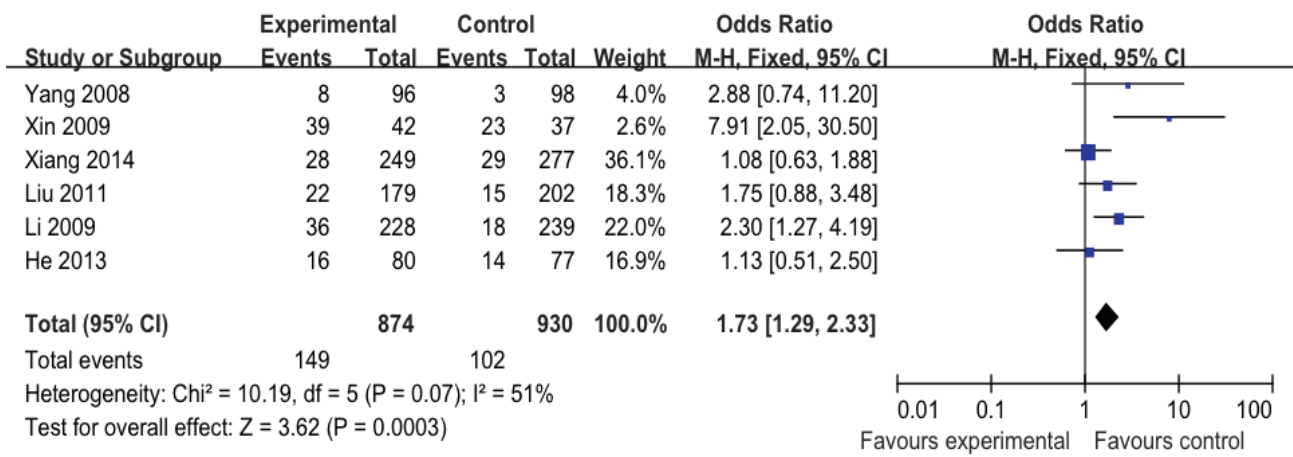 Experimental Control Odds Ratio Odds Ratio
Study or Subgroup Events Total Events Total Weight M-H, Fixed, 95% CI M-H, Fixed, 95% CI
Yang 2008 8 96 3 98 4.0% 2.88 [0.74, 11.20]
Xin 2009 39 42 23 37 2.6% 7.91 [2.05, 30.50]
Xiang 2014 28 249 29 277 36.1% 1.08 [0.63, 1.88]
Liu 2011 22 179 15 202 18.3% 1.75 [0.88, 3.48]
Li 2009 36 228 18 239 22.0% 2.30 [1.27, 4.19]
He 2013 16 80 14 77 16.9% 1.13 [0.51, 2.50]
Total (95% CI) 874 930 100.0% 1.73 [1.29, 2.33]
Total events 149 102
Heterogeneity: Chi² = 10.19, df = 5 (P = 0.07); I² = 51%
Test for overall effect: Z = 3.62 (P = 0.0003)
0.01 0.1 1 10 100
Favours experimental Favours control